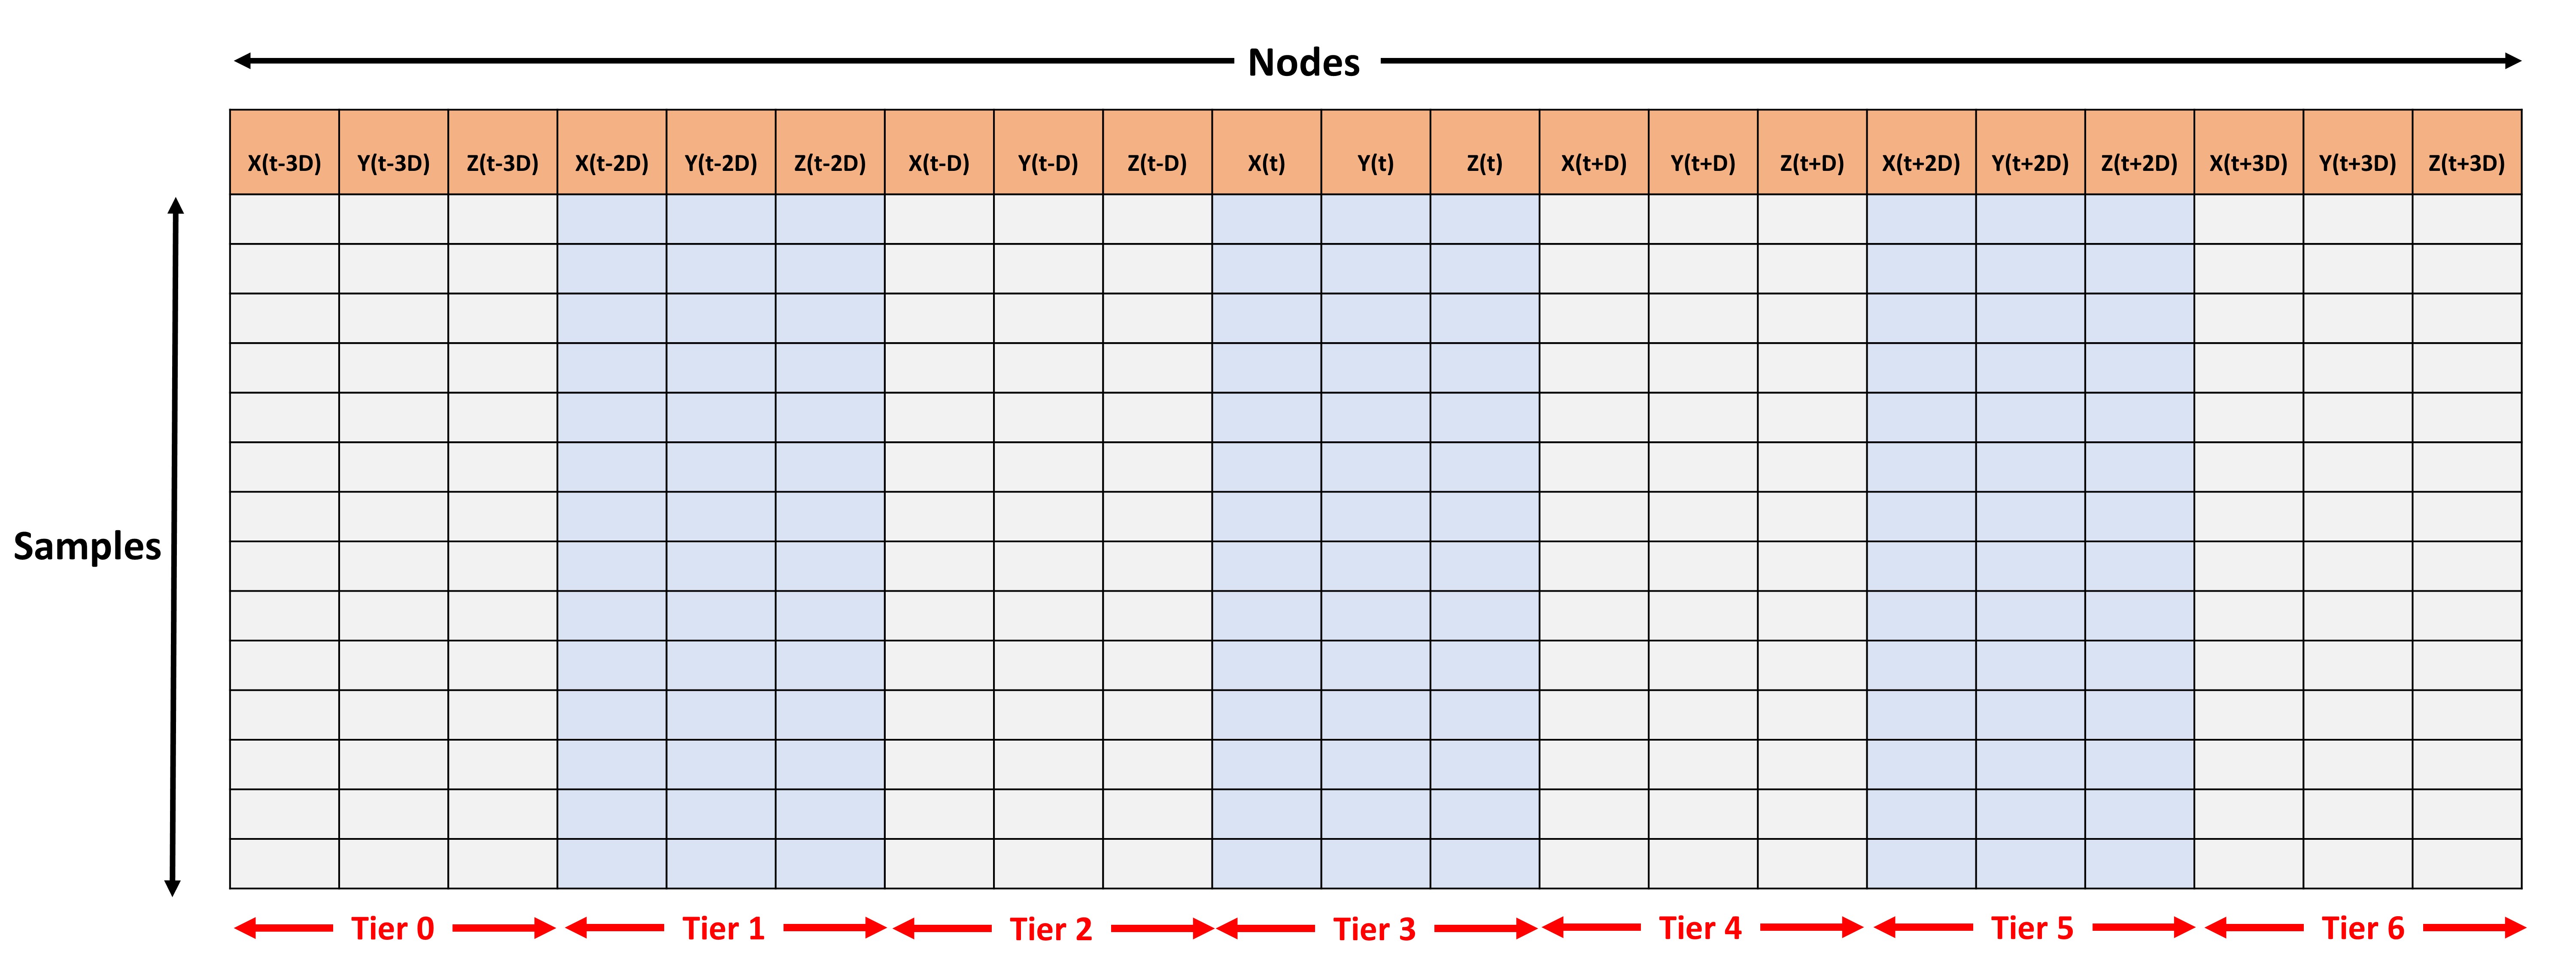 Nodes
X(t-3D) Y(t-3D) Z(t-3D) X(t-2D) Y(t-2D) Z(t-2D) X(t-D) Y(t-D) Z(t-D) X(t) Y(t) Z(t) X(t+D) Y(t+D) Z(t+D) X(t+2D) Y(t+2D) Z(t+2D) X(t+3D) Y(t+3D) Z(t+3D)
Samples
Tier 0 Tier 1 Tier 2 Tier 3 Tier 4 Tier 5 Tier 6